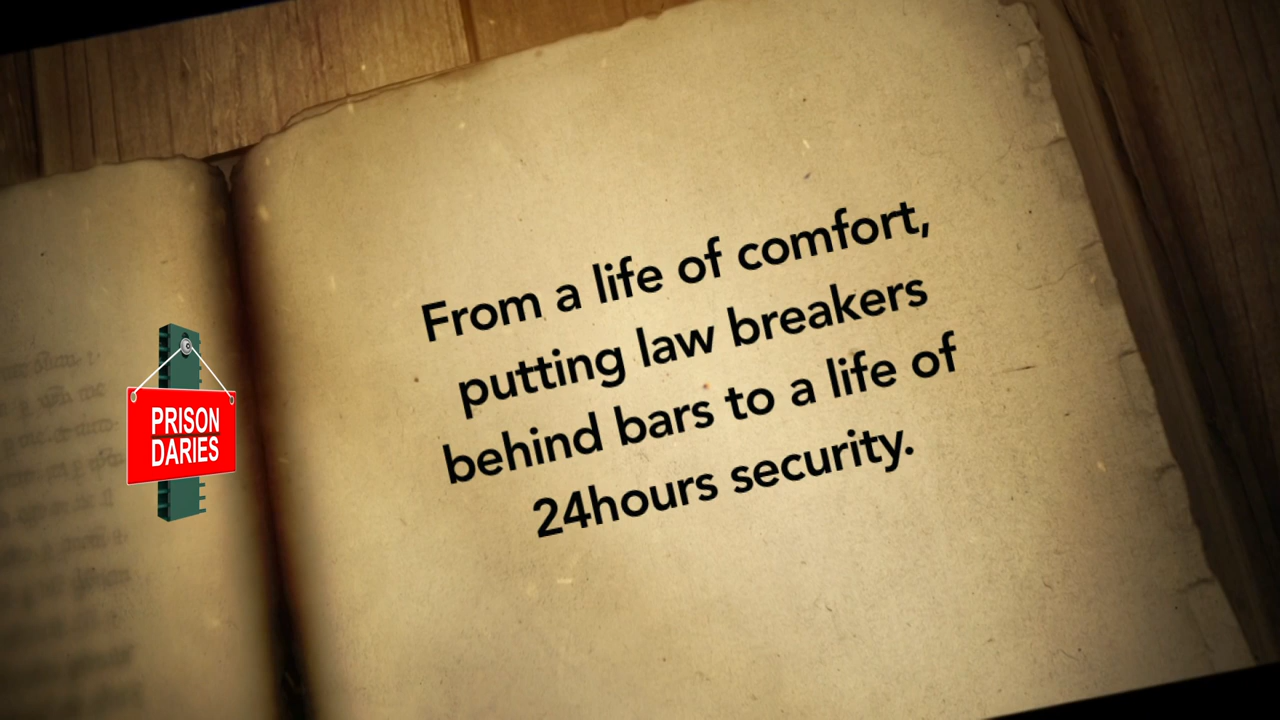 PRISON
DARIES
From a life of comfort,
putting law breakers
behind bars to a life of
24hours security.